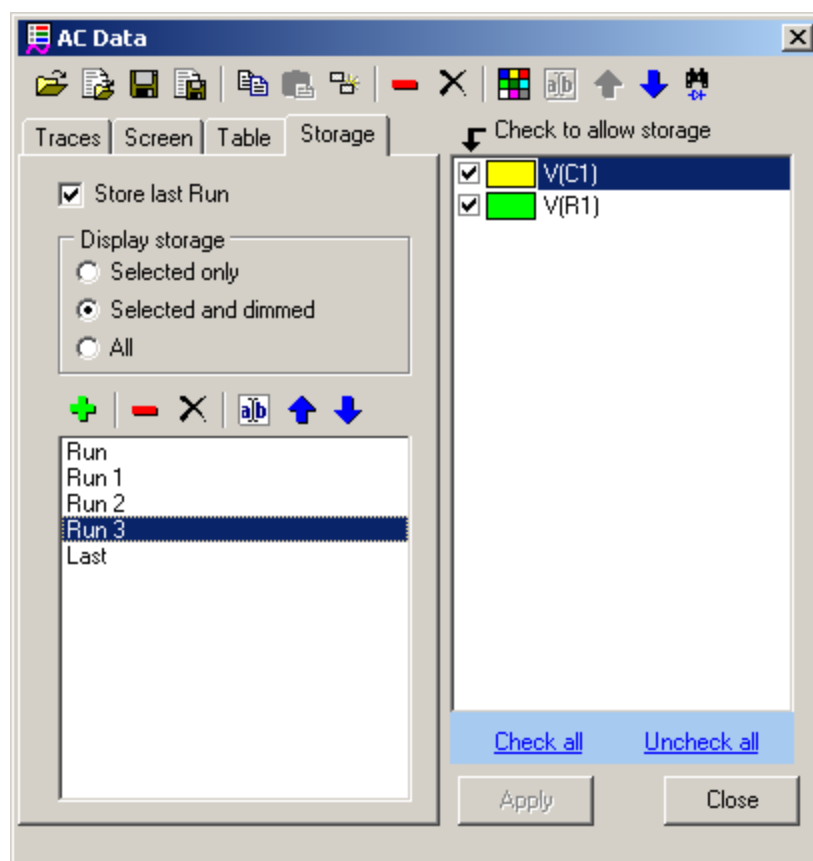 AC Data
Traces Screen Table Storage
Check to allow storage
Store last Run
Display storage
Selected only
Selected and dimmed
All
a b
Run
Run 1
Run 2
Run 3
Last
V(C1)
V(R1)
Check all Uncheck all
Apply Close